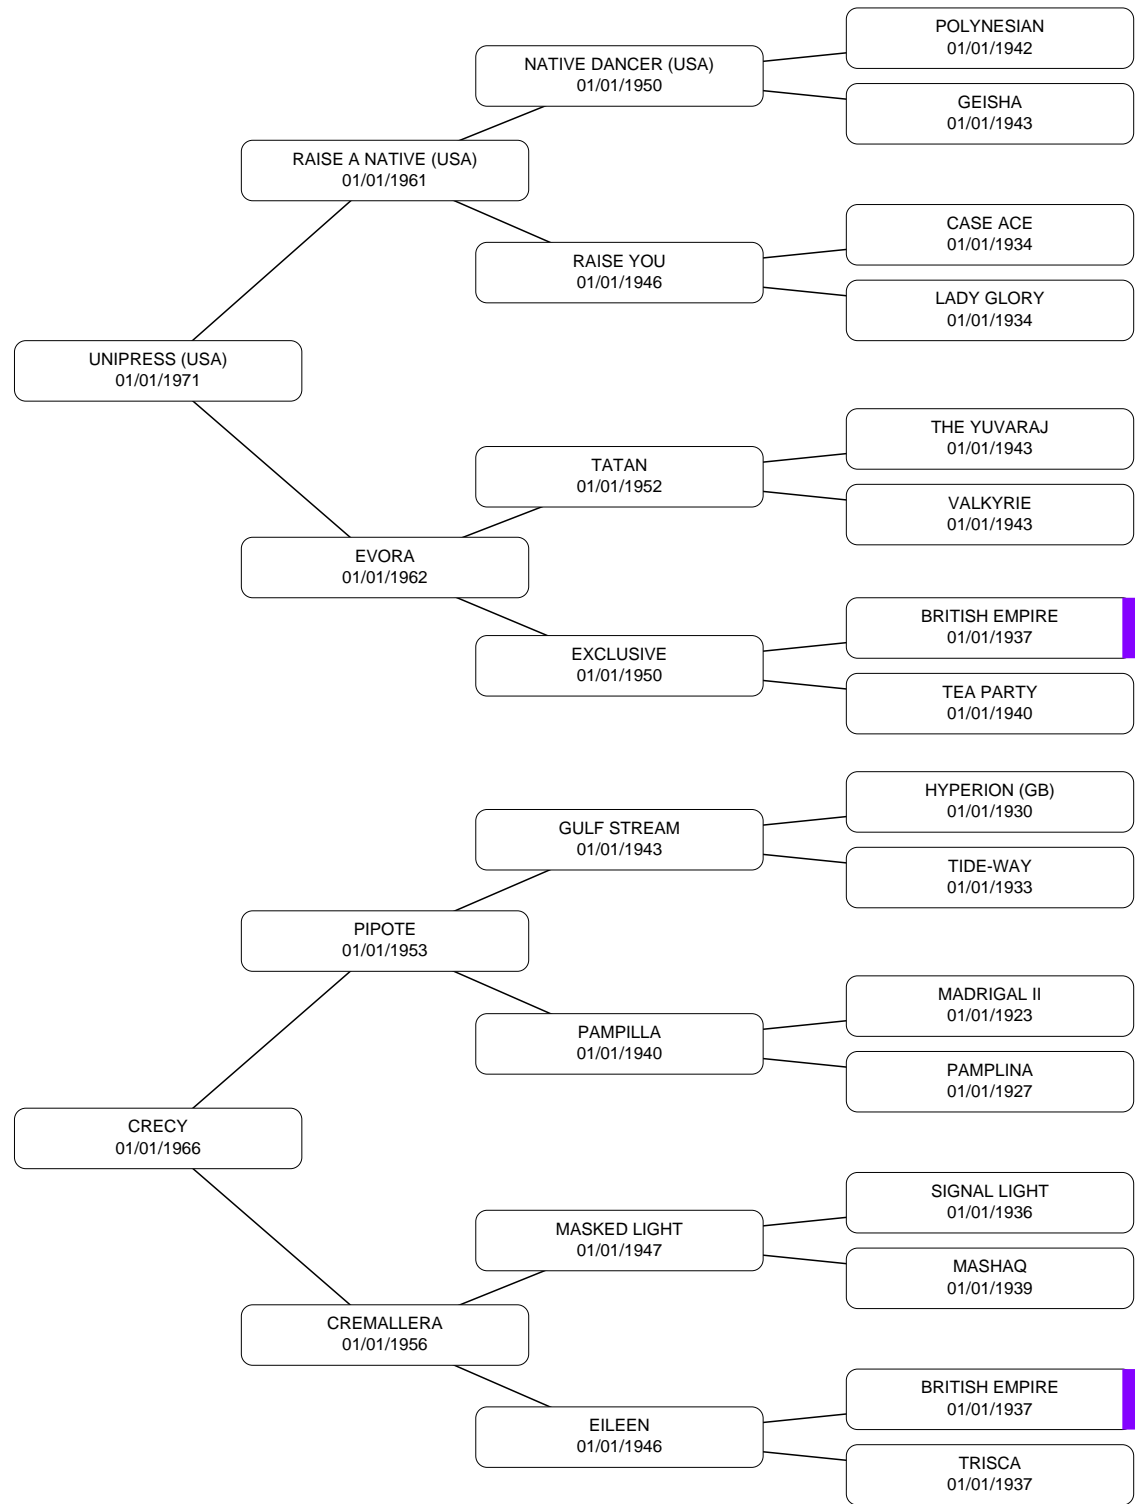 POLYNESIAN
01/01/1942
NATIVE DANCER (USA)
01/01/1950
GEISHA
01/01/1943
RAISE A NATIVE (USA)
01/01/1961
CASE ACE
01/01/1934
RAISE YOU
01/01/1946
LADY GLORY
01/01/1934
UNIPRESS (USA)
01/01/1971
THE YUVARAJ
01/01/1943
TATAN
01/01/1952
VALKYRIE
01/01/1943
EVORA
01/01/1962
BRITISH EMPIRE
01/01/1937
EXCLUSIVE
01/01/1950
TEA PARTY
01/01/1940
HYPERION (GB)
01/01/1930
GULF STREAM
01/01/1943
TIDE-WAY
01/01/1933
PIPOTE
01/01/1953
MADRIGAL II
01/01/1923
PAMPILLA
01/01/1940
PAMPLINA
01/01/1927
CRECY
01/01/1966
SIGNAL LIGHT
01/01/1936
MASKED LIGHT
01/01/1947
MASHAQ
01/01/1939
CREMALLERA
01/01/1956
BRITISH EMPIRE
01/01/1937
EILEEN
01/01/1946
TRISCA
01/01/1937